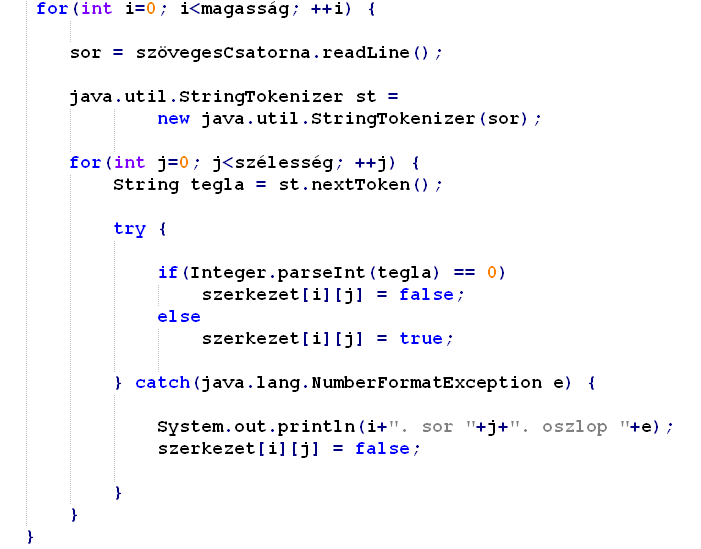 for(int i=0; i<magasság; ++i) {
sor = szövegesCsatorna.readLine();
java.util.StringTokenizer st =
new java.util.StringTokenizer(sor);
for(int j=0; j<szélesség; ++j) {
String tegla = st.nextToken();
try {
if(Integer.parseInt(tegla) == 0)
szerkezet[i][j] = false;
else
szerkezet[i][j] = true;
} catch(java.lang.NumberFormatException e) {
System.out.println(i+". sor "+j+". oszlop "+e);
szerkezet[i][j] = false;
}
}
}